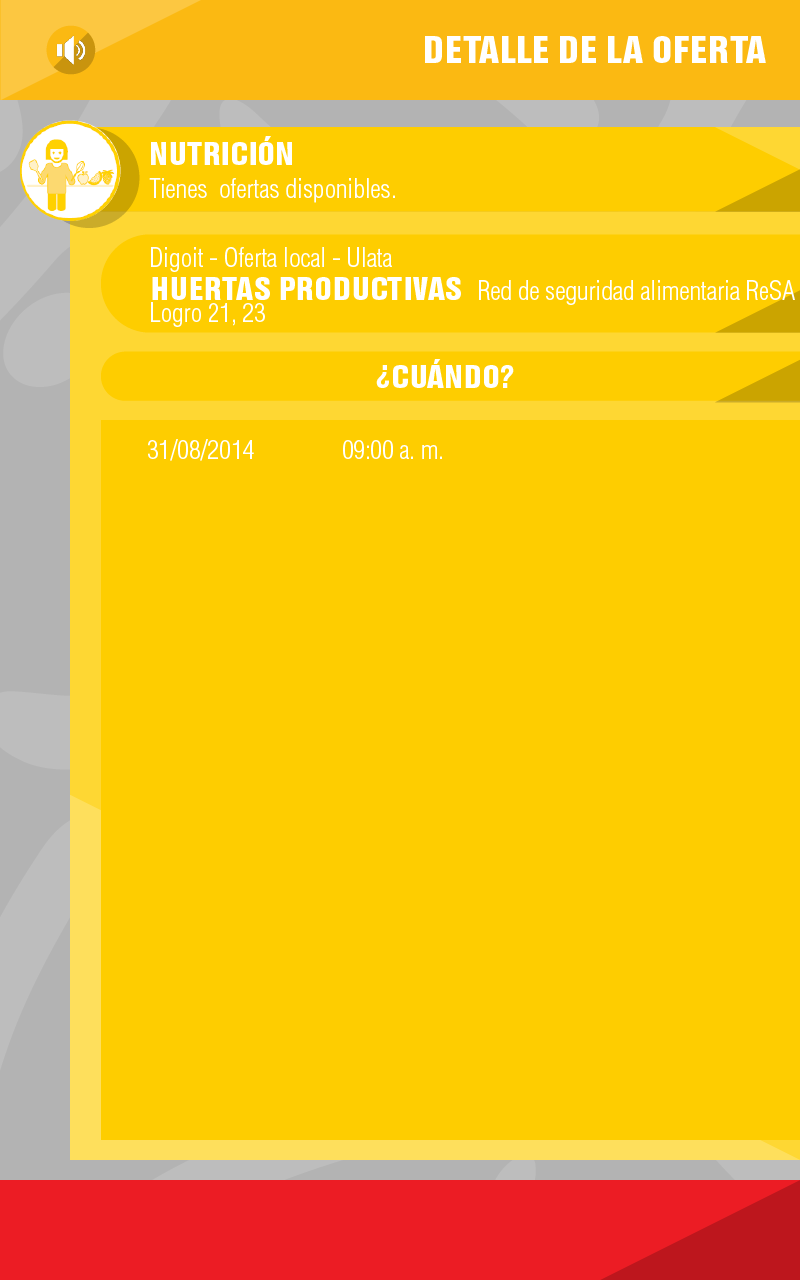 DETALLE DE LA OFERTA
NUTRICIÓN
Tienes ofertas disponibles.
Digoit - Oferta local - Ulata
HUERTAS PRODUCTIVAS Red de seguridad alimentaria ReSA
Logro 21, 23
¿CUÁNDO?
31/08/2014 09:00 a. m.